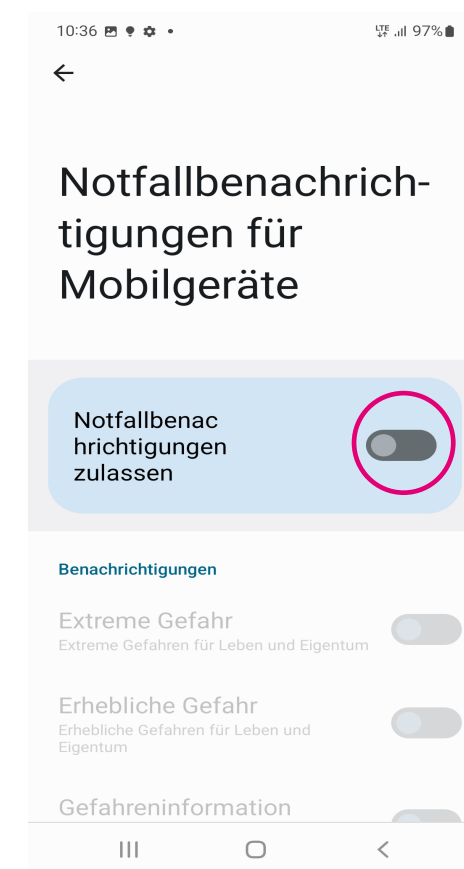 10:36
LTE 97%
Notfallbenachrich-
tigungen für
Mobilgeräte
Notfallbenac
hrichtigungen
zulassen
Benachrichtigungen
Extreme Gefahr
Extreme Gefahren für Leben und Eigentum
Erhebliche Gefahr
Erhebliche Gefahren für Leben und
Eigentum
Gefahreninformation